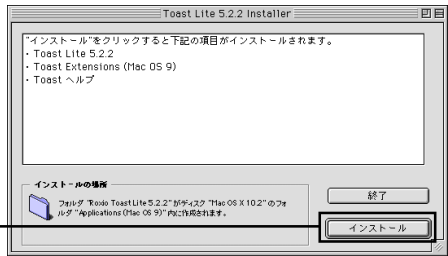 Toast Lite 5.2.2 Installer
"インストール"をクリックすると下記の項目がインストールされます。
・Toast Lite 5.2.2
・Toast Extensions (Mac OS 9)
・Toast ヘルプ
インストールの場所
フォルダ "Roxio Toast Lite 5.2.2" がディスク "Mac OS X 10.2" のフォ
ルダ "Applications (Mac OS 9)" 内に作成されます。
終了
インストール